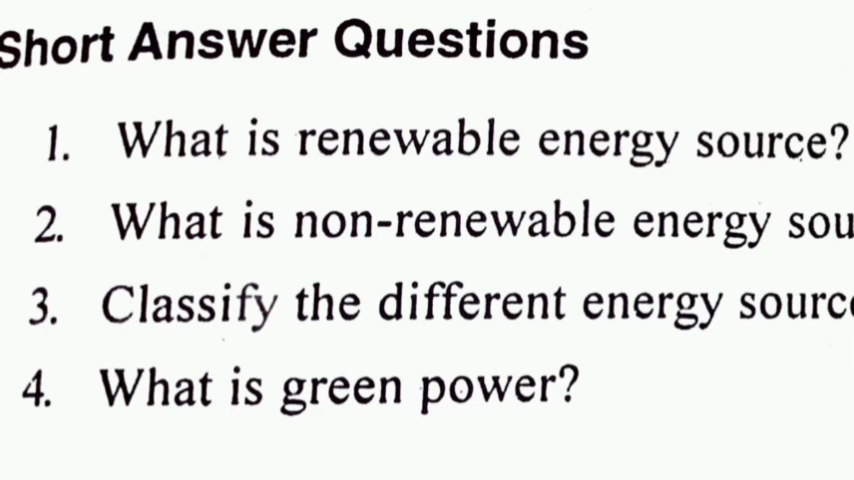 Short Answer Questions
1. What is renewable energy source?
2. What is non-renewable energy
3. Classify the different energy
4. What is green power?